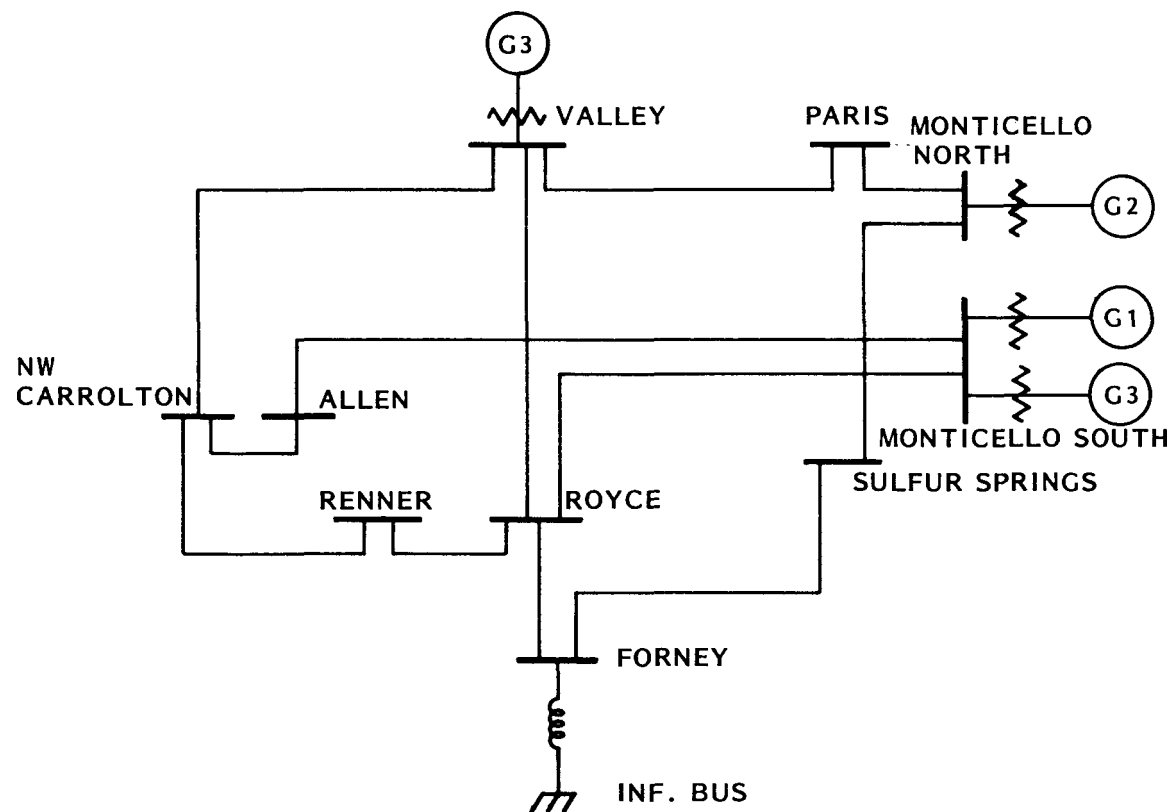 G3
VALLEY
PARIS
MONTICELLO
NORTH
G2
G1
G3
NW
CARROLTON
ALLEN
MONTICELLO SOUTH
SULFUR SPRINGS
RENNER
ROYCE
FORNEY
INF. BUS